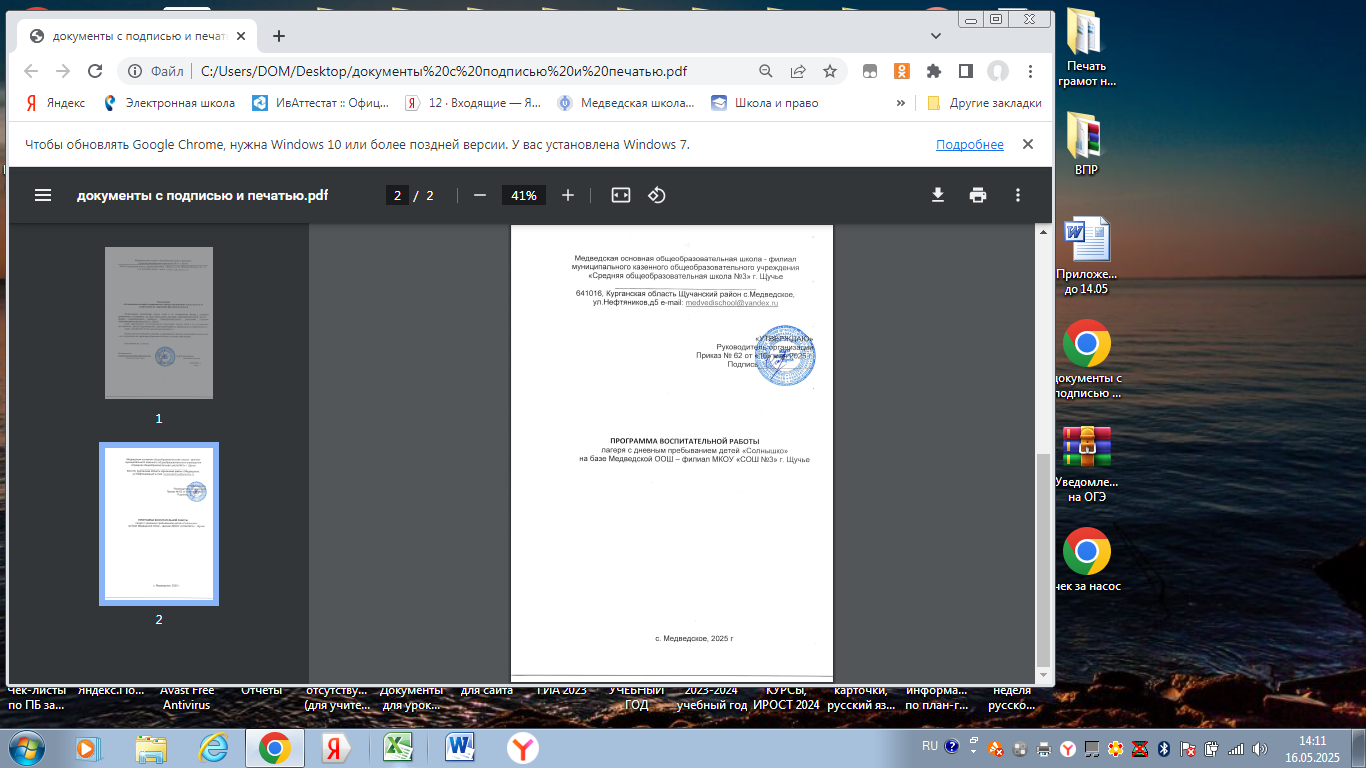 документы с подписью и печат
Файл
C:/Users/DOM/Desktop/документы%20с%20подписью%20и%20печатью.pdf
Яндекс
Электронная школа
ИвАттестат :: Офиц...
12 · Входящие — Я...
Медведская школа...
Школа и право
»
Другие закладки
Чтобы обновлять Google Chrome, нужна Windows 10 или более поздней версии. У вас установлена Windows 7.
Подробнее
документы с подписью и печатью.pdf
2 / 2
41%
1
2
Медведская основная общеобразовательная школа - филиал
муниципального казенного общеобразовательного учреждения
«Средняя общеобразовательная школа №3» г. Щучье
641016, Курганская область Щучанский район с.Медведское,
ул.Нефтяников,д5 e-mail: medvedischool@yandex.ru
«УТВЕРЖДАЮ»
Руководитель организации
Приказ № 62 от
Подпись
ПРОГРАММА ВОСПИТАТЕЛЬНОЙ РАБОТЫ
лагеря с дневным пребыванием детей «Солнышко»
на базе Медведской ООШ – филиал МКОУ «СОШ №3» г. Щучье
с. Медведское, 2025 г
Печать
грамот н...
ВПР
Приложе...
до 14.05
документы с
подписью ...
Уведомле...
на ОГЭ
чек за насос
Чек-листы
по ПБ за...
Яндекс.По...
Avast Free
Antivirus
Отчеты
отсутству...
(для учите...
Документы
для урок...
для сайта
ГИА 2023
УЧЕБНЫЙ
ГОД
2023-2024
учебный год
КУРСЫ,
ИРОСТ 2024
карточки,
русский яз...
информа...
по план-г...
неделя
русско...
RU
14:11
16.05.2025